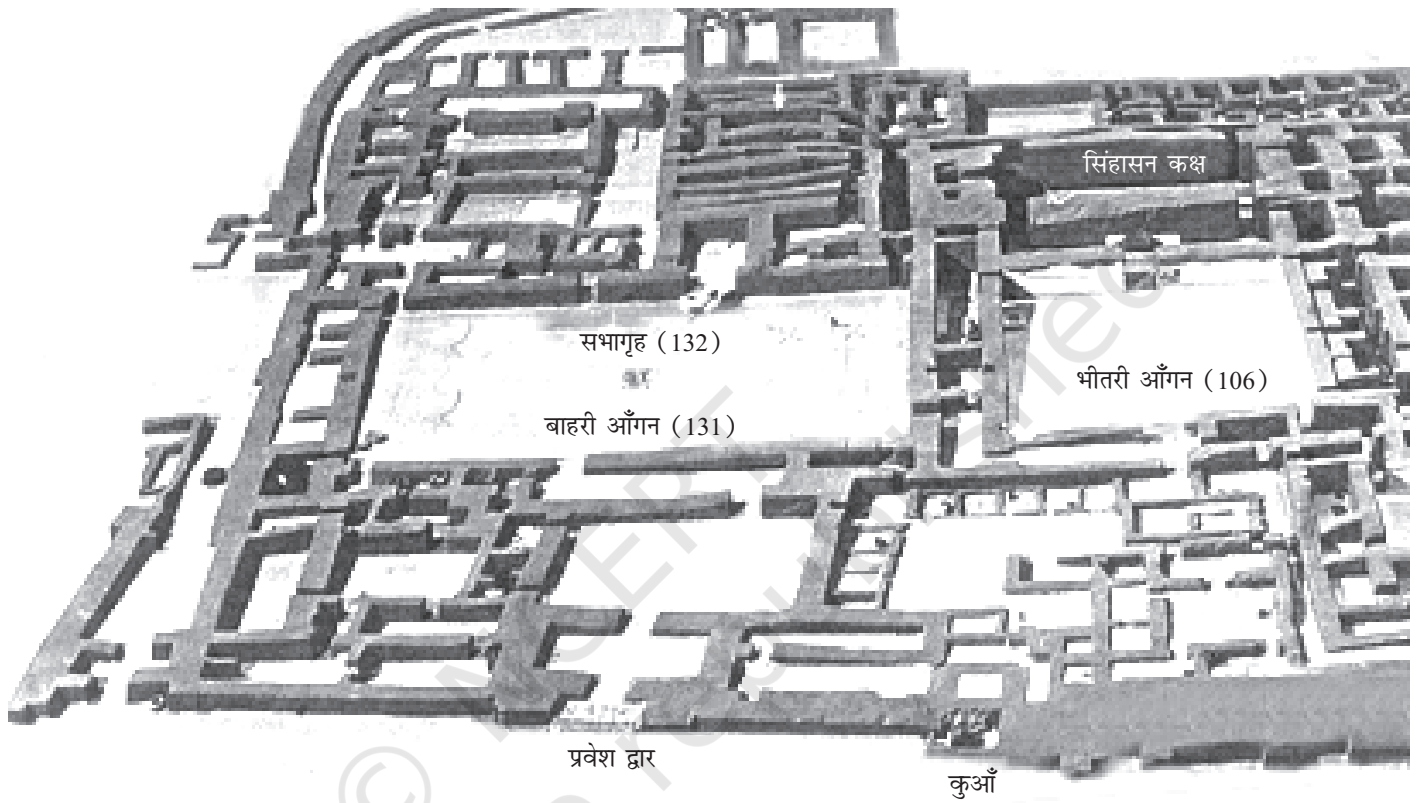 सिंहासन कक्ष
सभागृह (132)
भीतरी आँगन (106)
बाहरी आँगन (131)
प्रवेश द्वार
कुआँ